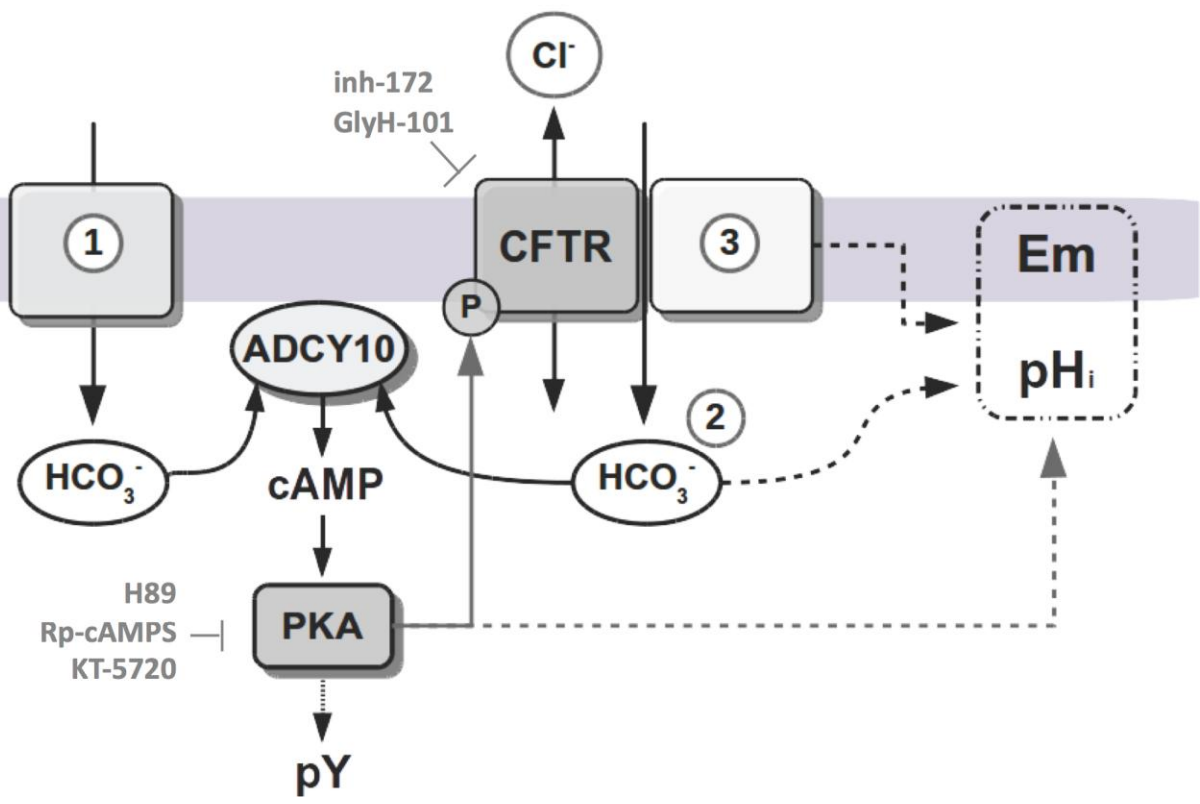 Cl⁻
inh-172
GlyH-101
1
CFTR
3
Em
P
ADCY10
pHᵢ
2
HCO₃⁻
cAMP
HCO₃⁻
H89
Rp-cAMPS
KT-5720
PKA
pY